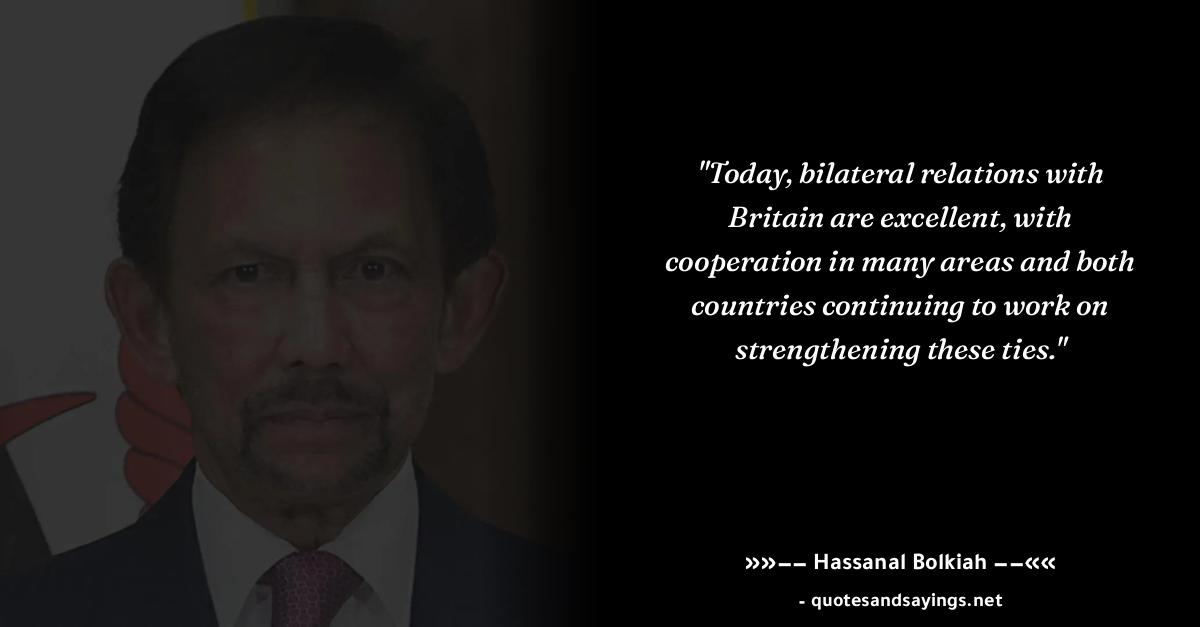 "Today, bilateral relations with
Britain are excellent, with
cooperation in many areas and both
countries continuing to work on
strengthening these ties."
»»–– Hassanal Bolkiah ––««
- quotesandsayings.net